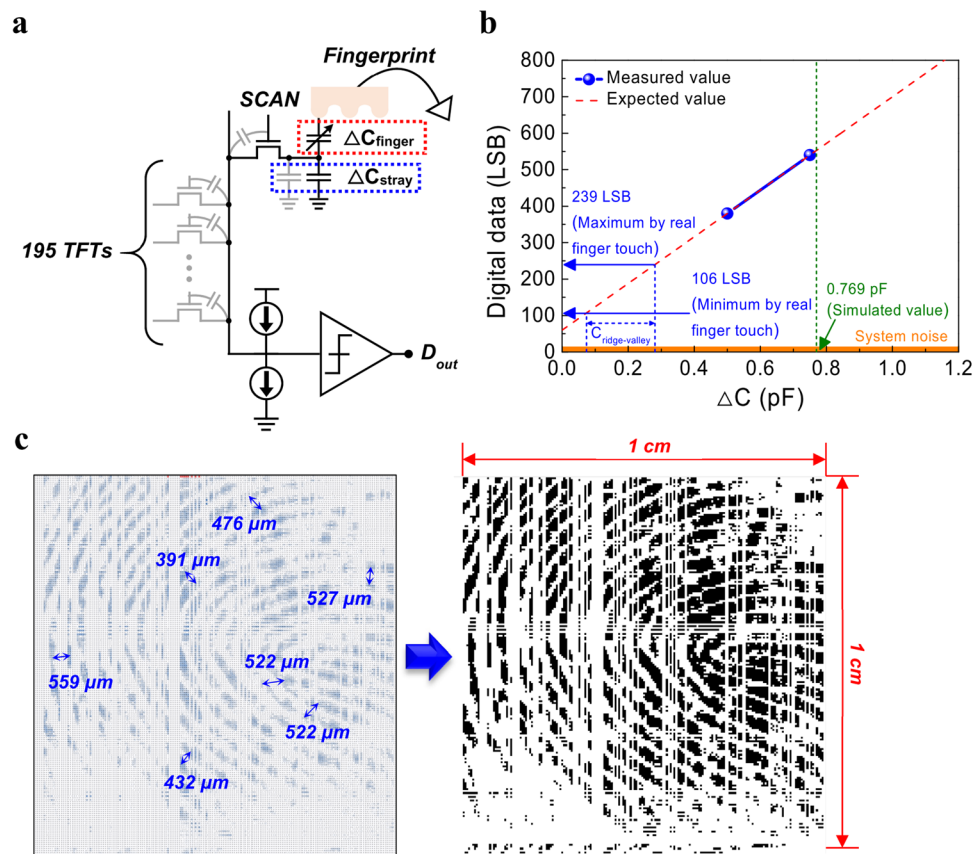 a
Fingerprint
SCAN
△Cfinger
△Cstray
195 TFTs
Dout
b
Digital data (LSB)
800
700
600
500
400
300
200
100
0
Measured value
Expected value
239 LSB
(Maximum by real
finger touch)
106 LSB
(Minimum by real
finger touch)
Cridge-valley
0.769 pF
(Simulated value)
System noise
0.0 0.2 0.4 0.6 0.8 1.0 1.2
△C (pF)
c
476 µm
391 µm
527 µm
522 µm
559 µm
522 µm
432 µm
1 cm
1 cm